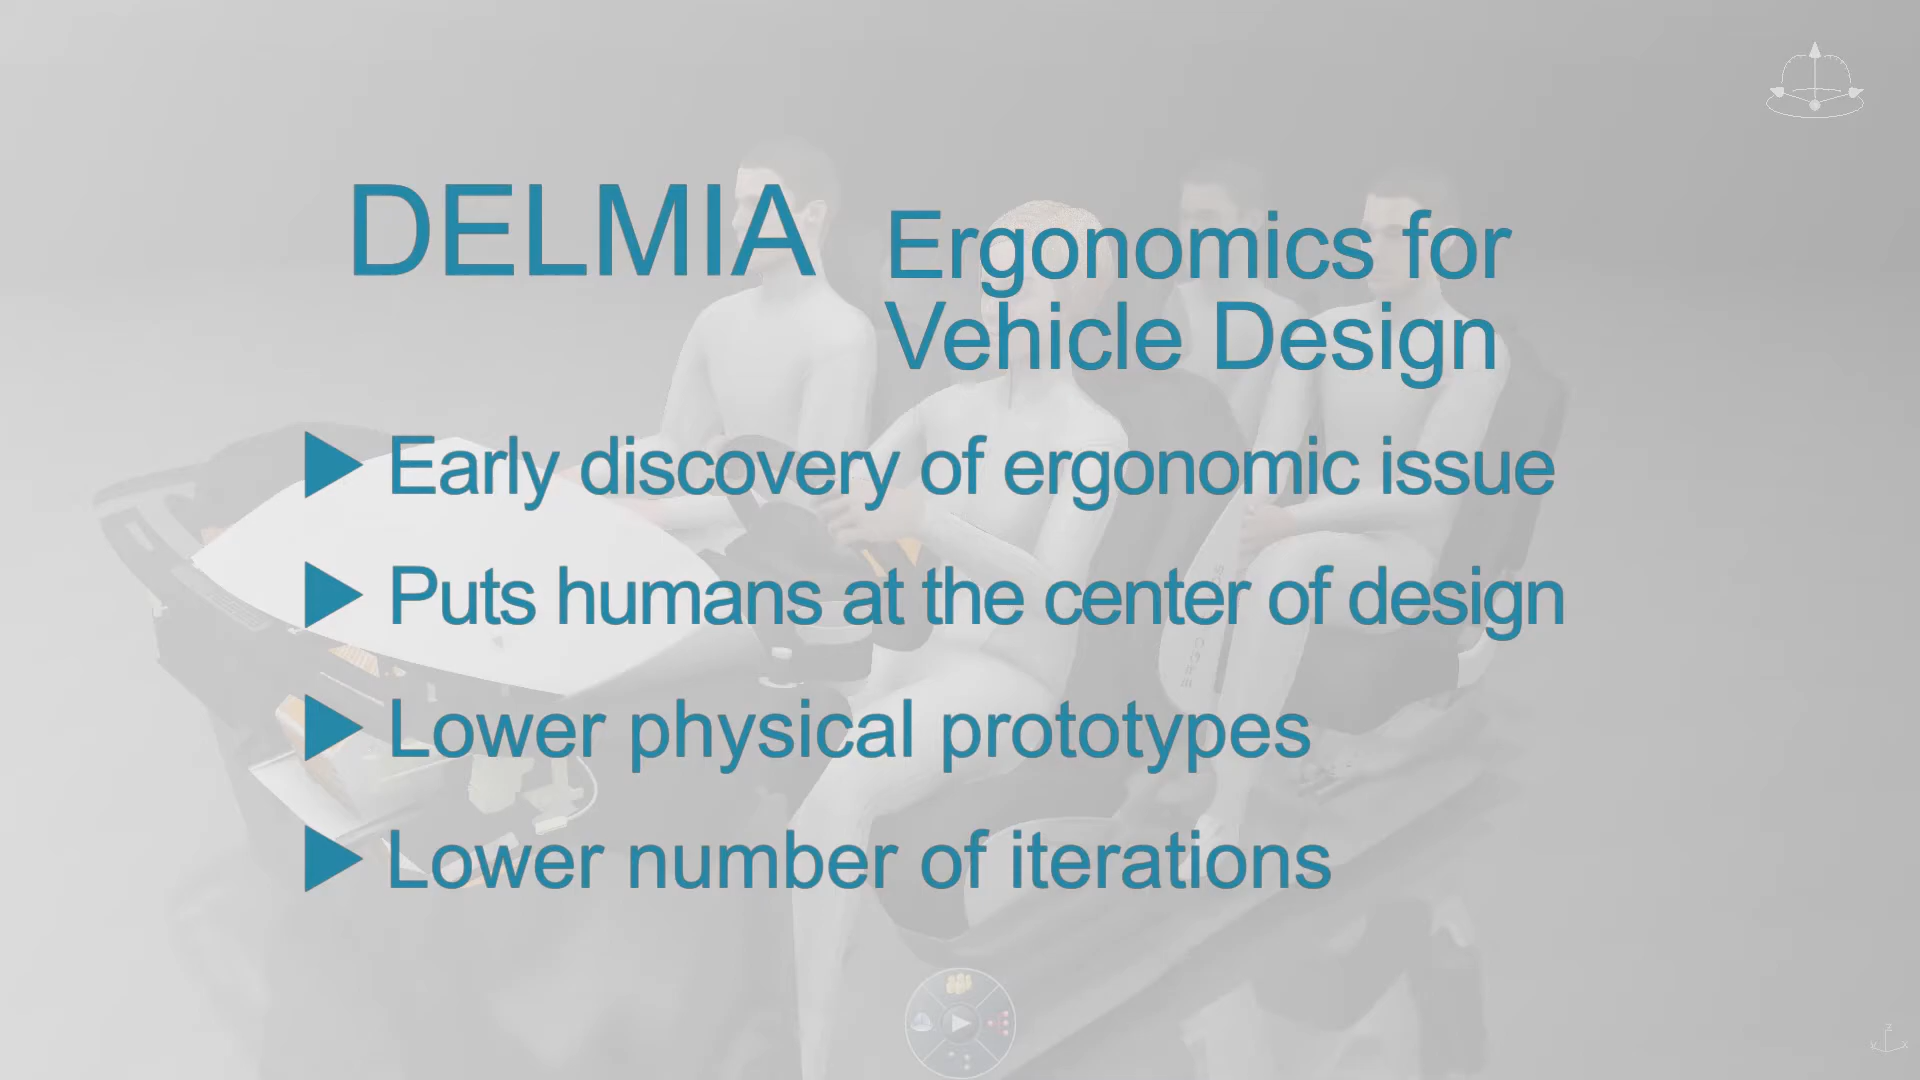 DELMIA Ergonomics for
Vehicle Design
Early discovery of ergonomic issue
Puts humans at the center of design
Lower physical prototypes
Lower number of iterations